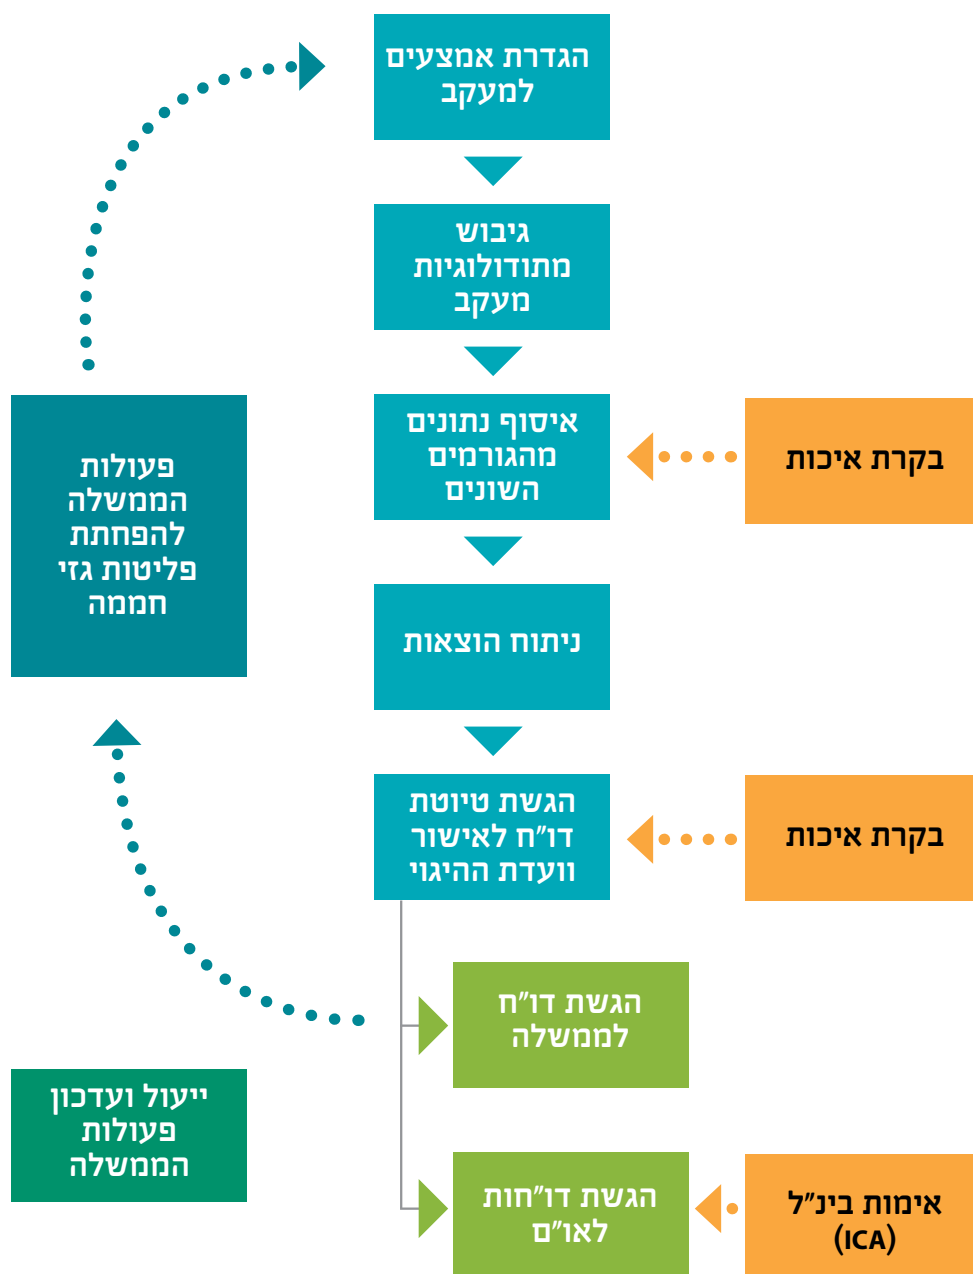 הגדרת אמצעים
למעקב
גיבוש
מתודולוגיות
מעקב
איסוף נתונים
מהגורמים
השונים
בקרת איכות
פעולות
הממשלה
להפחתת
פליטות גזי
חממה
ניתוח הוצאות
הגשת טיוטת
דו"ח לאישור
וועדת ההיגוי
בקרת איכות
הגשת דו"ח
לממשלה
ייעול ועדכון
פעולות
הממשלה
הגשת דו"חות
לאו"ם
אימות בינ"ל
(ICA)